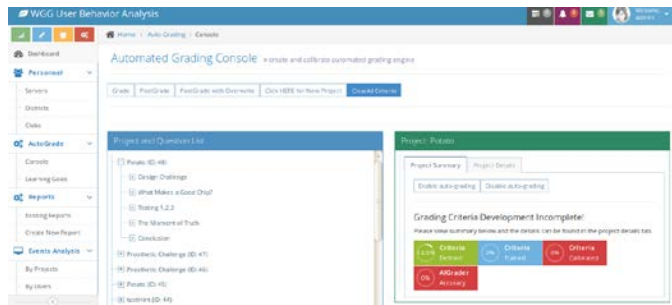 WGG User Behavior Analysis
Home / Auto Grading / Console
Dashboard
Automated Grading Console » create and calibrate automated grading engine
Personnel
Servers
Grade PostGrade PostGrade with Overwrite Click HERE for New Project Clear All Criteria
Districts
Clubs
Project and Question List
Project: Potato
AutoGrade
Potato (ID: 48)
Project Summary Project Details
Console
Design Challenge
Learning Goals
What Makes a Good Chip?
Enable auto-grading Disable auto-grading
Reports
Testing 1,2,3
Existing Reports
The Moment of Truth
Grading Criteria Development Incomplete!
Create New Report
Conclusion
Please view summary below and the details can be found in the project details tab.
Events Analysis
Prosthetic Challenge (ID: 47)
Criteria Defined
0% Criteria Trained
0% Criteria Calibrated
By Projects
Prosthetic Challenge (ID: 46)
0% AIGrader Accuracy
By Users
Potato (ID: 45)
testPrint (ID: 44)